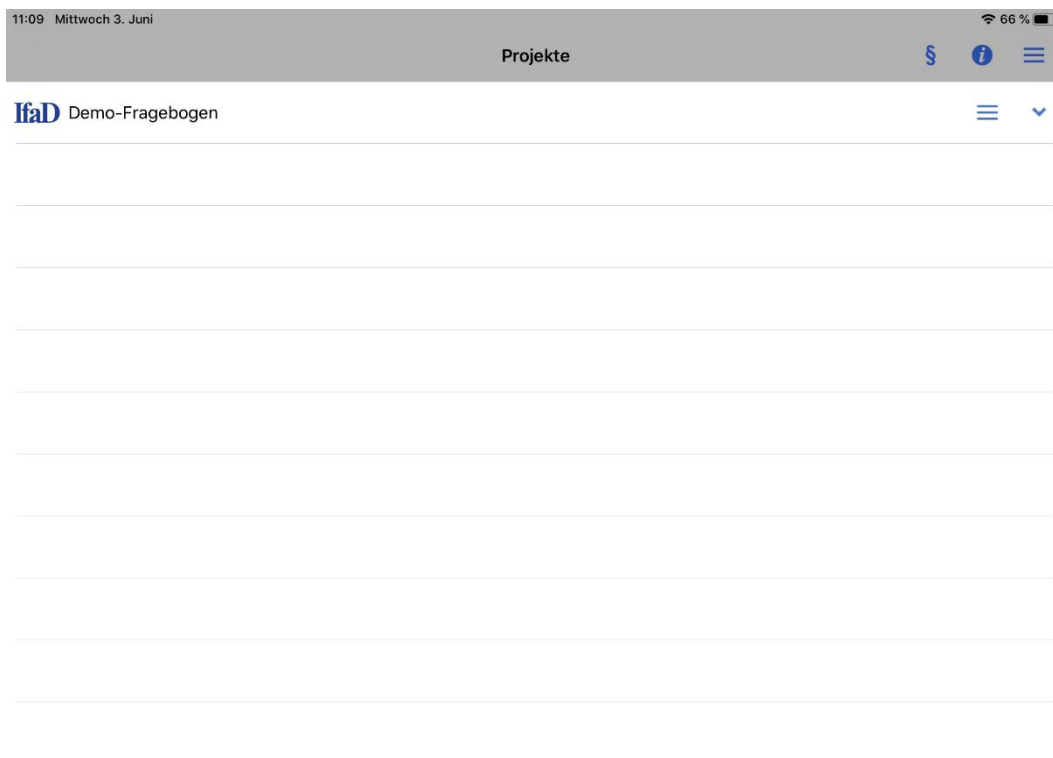 11:09 Mittwoch 3. Juni 66 %
Projekte § i
IfaD Demo-Fragebogen